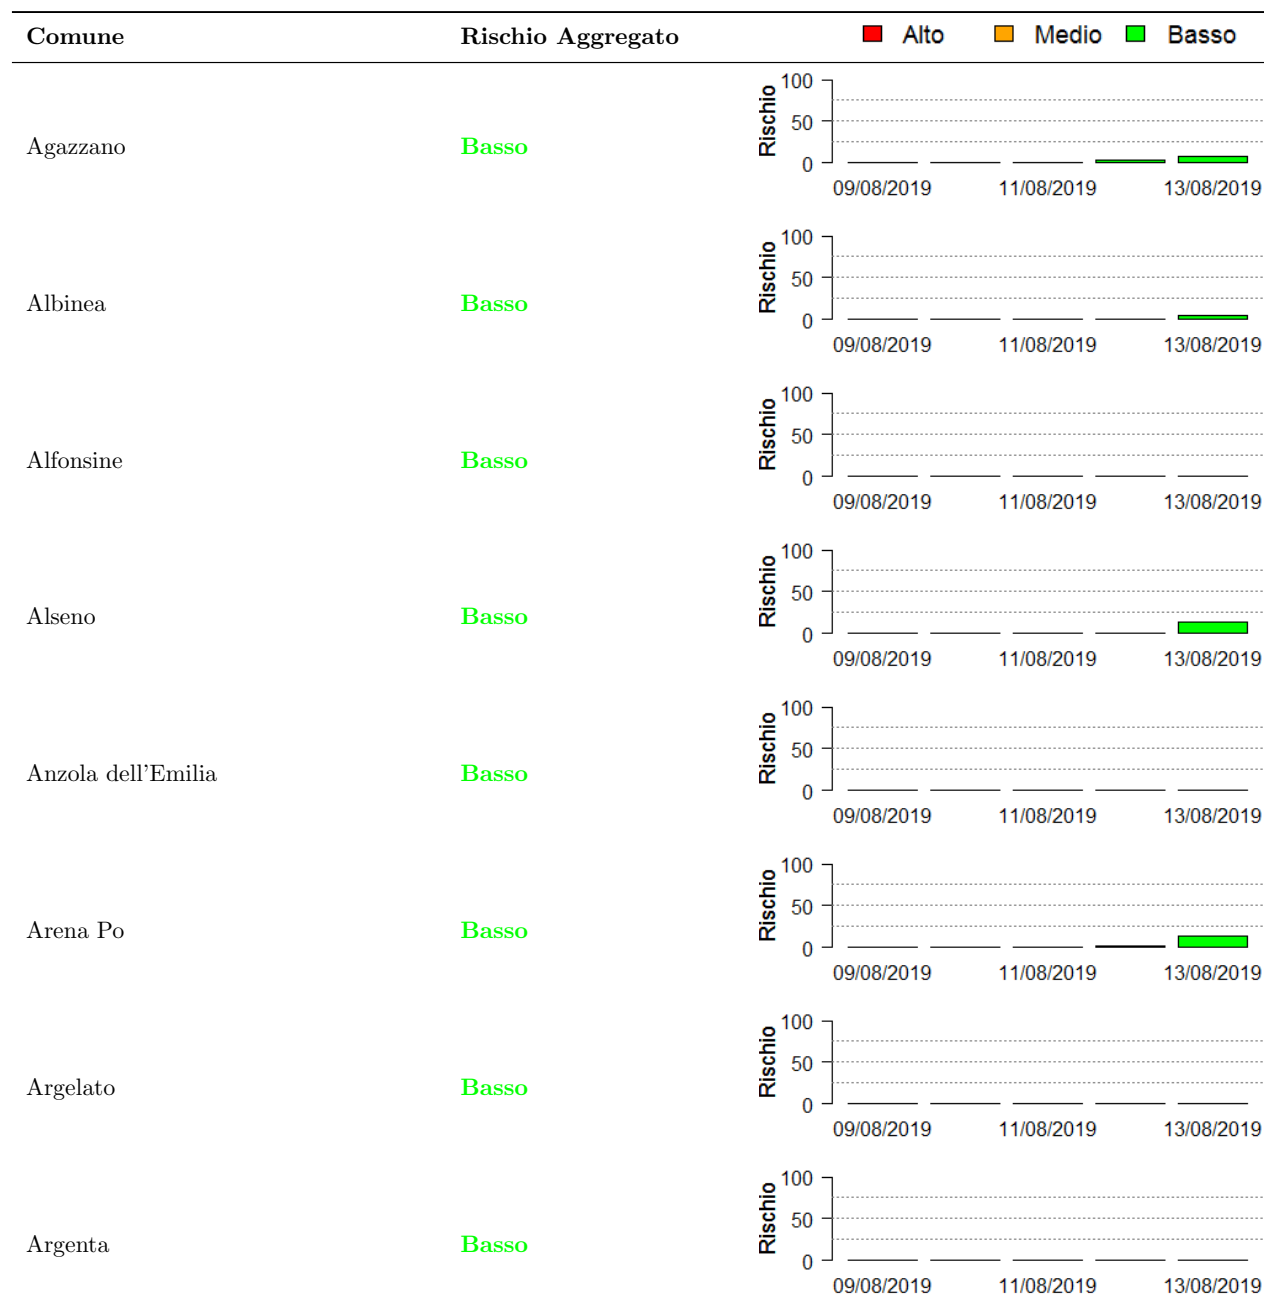 Comune Rischio Aggregato Alto Medio Basso
100
Rischio
50
Agazzano Basso
0
09/08/2019 11/08/2019 13/08/2019
100
Rischio
50
Albinea Basso
0
09/08/2019 11/08/2019 13/08/2019
100
Rischio
50
Alfonsine Basso
0
09/08/2019 11/08/2019 13/08/2019
100
Rischio
50
Alseno Basso
0
09/08/2019 11/08/2019 13/08/2019
100
Rischio
50
Anzola dell'Emilia Basso
0
09/08/2019 11/08/2019 13/08/2019
100
Rischio
50
Arena Po Basso
0
09/08/2019 11/08/2019 13/08/2019
100
Rischio
50
Argelato Basso
0
09/08/2019 11/08/2019 13/08/2019
100
Rischio
50
Argenta Basso
0
09/08/2019 11/08/2019 13/08/2019